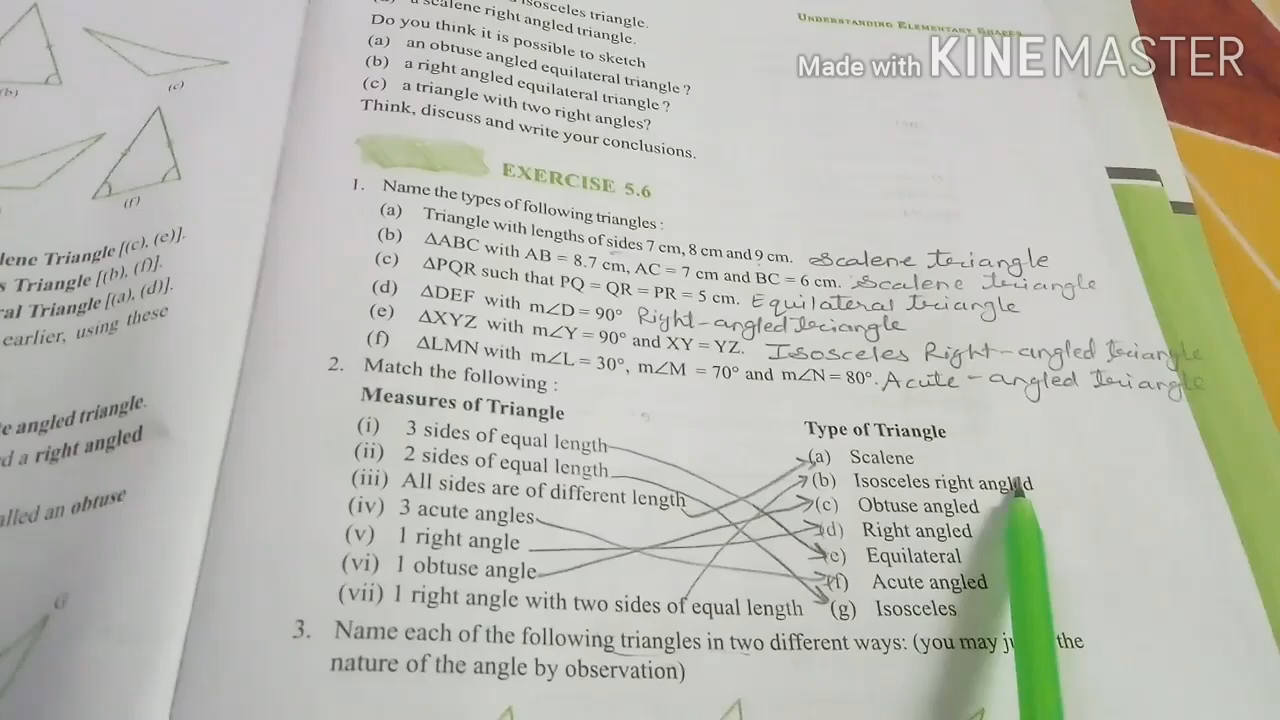 isosceles triangle.
scalene right angled triangle.
Do you think it is possible to sketch
(a) an obtuse angled equilateral triangle?
(b) a right angled equilateral triangle?
(c) a triangle with two right angles?
Think, discuss and write your conclusions.
UNDERSTANDING ELEMENTARY SHAPES
Made with KINEMASTER
(b)
(c)
(f)
lene Triangle [(c), (e)].
s Triangle [(b), (f)].
ral Triangle [(a), (d)].
earlier, using these
e angled triangle.
d a right angled
alled an obtuse
G
EXERCISE 5.6
1. Name the types of following triangles :
(a) Triangle with lengths of sides 7 cm, 8 cm and 9 cm. Scalene triangle
(b) ΔABC with AB = 8.7 cm, AC = 7 cm and BC = 6 cm. Scalene triangle
(c) ΔPQR such that PQ = QR = PR = 5 cm. Equilateral triangle
(d) ΔDEF with m∠D = 90° Right-angled triangle
(e) ΔXYZ with m∠Y = 90° and XY = YZ. Isosceles Right-angled triangle
(f) ΔLMN with m∠L = 30°, m∠M = 70° and m∠N = 80°. Acute-angled triangle
2. Match the following :
Measures of Triangle
Type of Triangle
(i) 3 sides of equal length
(a) Scalene
(ii) 2 sides of equal length
(b) Isosceles right angled
(iii) All sides are of different length
(c) Obtuse angled
(iv) 3 acute angles
(d) Right angled
(v) 1 right angle
(e) Equilateral
(vi) 1 obtuse angle
(f) Acute angled
(vii) 1 right angle with two sides of equal length
(g) Isosceles
3. Name each of the following triangles in two different ways: (you may the
nature of the angle by observation)